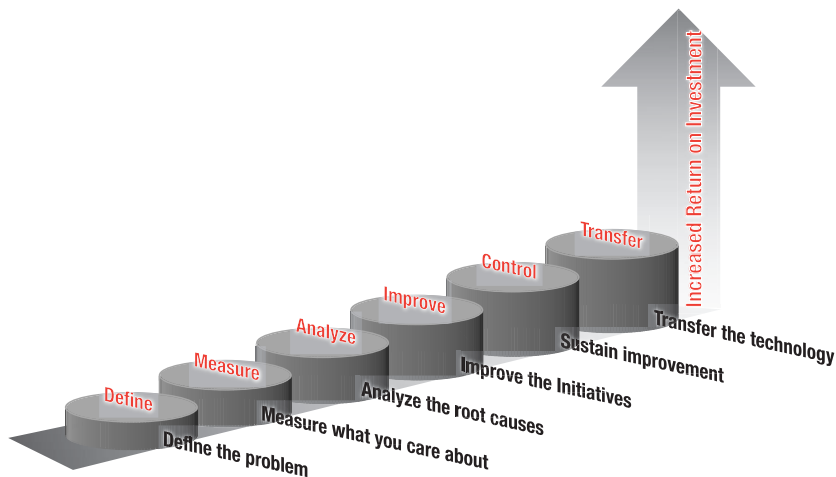 Define
Define the problem
Measure
Measure what you care about
Analyze
Analyze the root causes
Improve
Improve the Initiatives
Control
Sustain improvement
Transfer
Transfer the technology
Increased Return on Investment